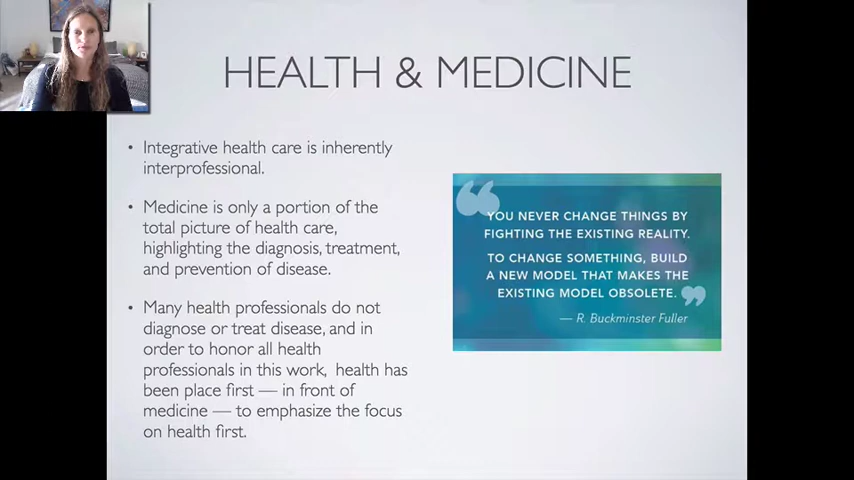 HEALTH & MEDICINE
• Integrative health care is inherently
interprofessional.
• Medicine is only a portion of the
total picture of health care,
highlighting the diagnosis, treatment,
and prevention of disease.
• Many health professionals do not
diagnose or treat disease, and in
order to honor all health
professionals in this work, health has
been place first — in front of
medicine — to emphasize the focus
on health first.
“YOU NEVER CHANGE THINGS BY
FIGHTING THE EXISTING REALITY.
TO CHANGE SOMETHING, BUILD
A NEW MODEL THAT MAKES THE
EXISTING MODEL OBSOLETE.”
— R. Buckminster Fuller